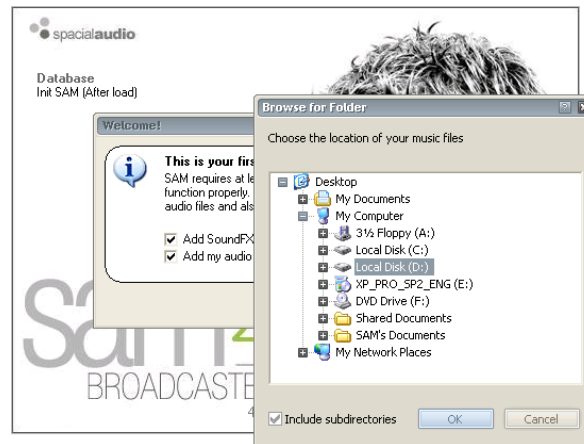 spacialaudio
Database
Init SAM (After load)
Welcome!
This is your firs
SAM requires at le
function properly.
audio files and als
Add SoundFX
Add my audio
Browse for Folder
Choose the location of your music files
Desktop
My Documents
My Computer
3½ Floppy (A:)
Local Disk (C:)
Local Disk (D:)
XP_PRO_SP2_ENG (E:)
DVD Drive (F:)
Shared Documents
SAM's Documents
My Network Places
Include subdirectories
OK
Cancel
sam4
BROADCASTE
4